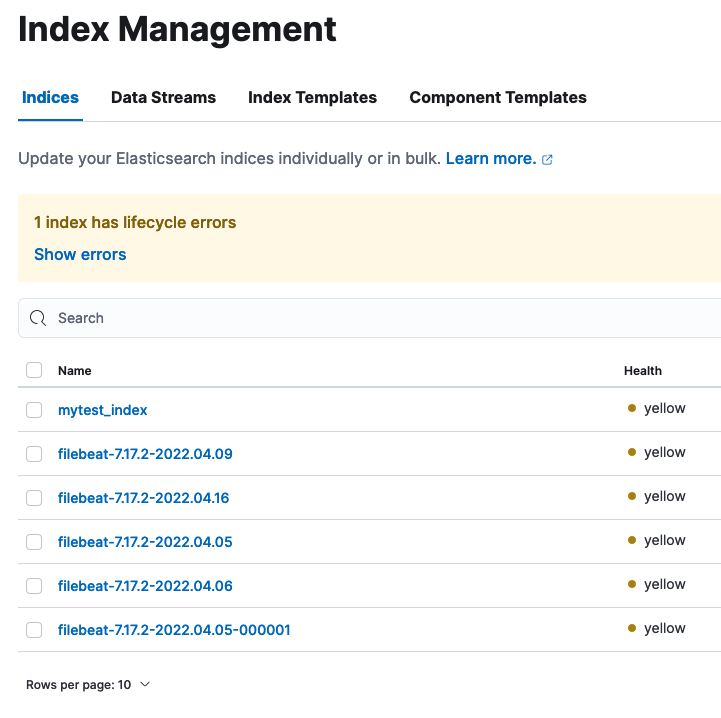 Index Management
Indices Data Streams Index Templates Component Templates
Update your Elasticsearch indices individually or in bulk. Learn more.
1 index has lifecycle errors
Show errors
Search
Name Health
mytest_index yellow
filebeat-7.17.2-2022.04.09 yellow
filebeat-7.17.2-2022.04.16 yellow
filebeat-7.17.2-2022.04.05 yellow
filebeat-7.17.2-2022.04.06 yellow
filebeat-7.17.2-2022.04.05-000001 yellow
Rows per page: 10